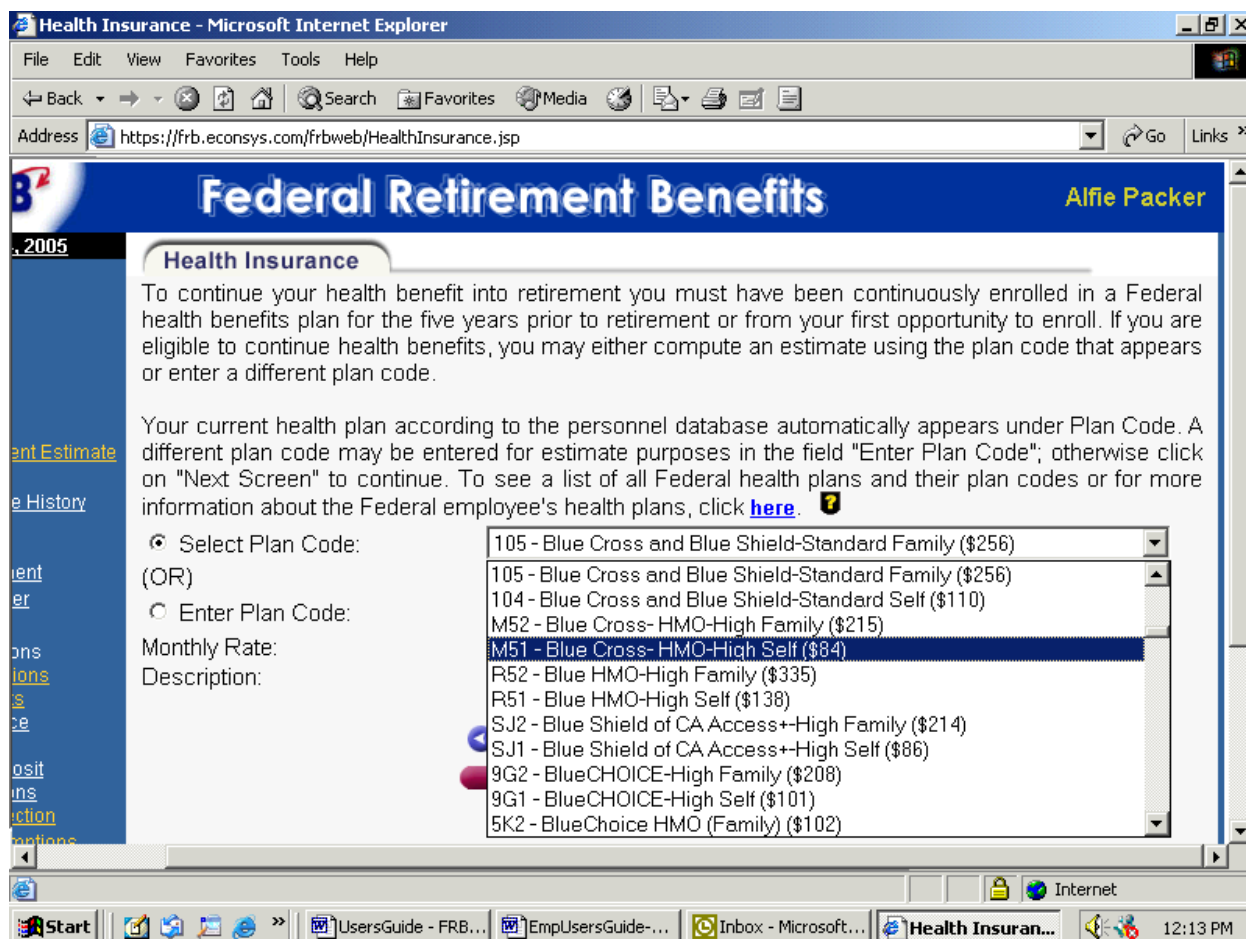 Health Insurance - Microsoft Internet Explorer
File Edit View Favorites Tools Help
Back Search Favorites Media
Address https://frb.econsys.com/frbweb/HealthInsurance.jsp Go Links »
B Federal Retirement Benefits Alfie Packer
, 2005
Health Insurance
To continue your health benefit into retirement you must have been continuously enrolled in a Federal
health benefits plan for the five years prior to retirement or from your first opportunity to enroll. If you are
eligible to continue health benefits, you may either compute an estimate using the plan code that appears
or enter a different plan code.
Your current health plan according to the personnel database automatically appears under Plan Code. A
different plan code may be entered for estimate purposes in the field "Enter Plan Code"; otherwise click
on "Next Screen" to continue. To see a list of all Federal health plans and their plan codes or for more
information about the Federal employee's health plans, click here. ?
ent Estimate
e History
ent
er
ons
ions
s
ce
osit
ns
ection
Select Plan Code: 105 - Blue Cross and Blue Shield-Standard Family ($256)
(OR)
Enter Plan Code:
Monthly Rate:
Description:
105 - Blue Cross and Blue Shield-Standard Family ($256)
104 - Blue Cross and Blue Shield-Standard Self ($110)
M52 - Blue Cross- HMO-High Family ($215)
M51 - Blue Cross- HMO-High Self ($84)
R52 - Blue HMO-High Family ($335)
R51 - Blue HMO-High Self ($138)
SJ2 - Blue Shield of CA Access+-High Family ($214)
SJ1 - Blue Shield of CA Access+-High Self ($86)
9G2 - BlueCHOICE-High Family ($208)
9G1 - BlueCHOICE-High Self ($101)
5K2 - BlueChoice HMO (Family) ($102)
Internet
Start » UsersGuide - FRB... EmpUsersGuide-... Inbox - Microsoft... Health Insuran... 12:13 PM